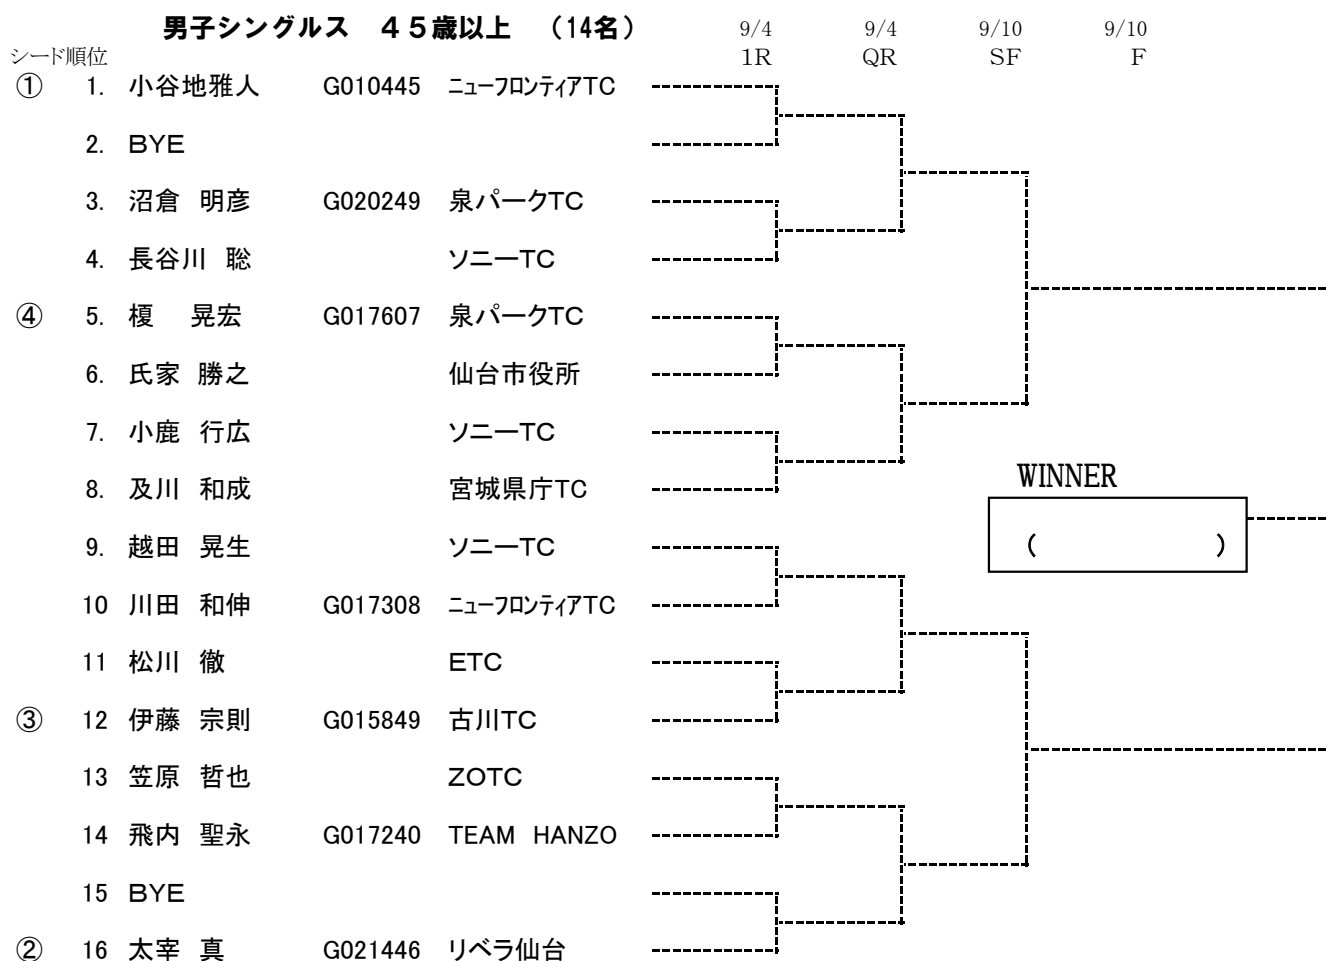 男子シングルス　４５歳以上　（14名） 9/4 9/4 9/10 9/10
シード順位 1R QR SF F
① 1. 小谷地雅人 G010445 ニューフロンティアTC
2. BYE
3. 沼倉　明彦 G020249 泉パークTC
4. 長谷川　聡 ソニーTC
④ 5. 榎　晃宏 G017607 泉パークTC
6. 氏家　勝之 仙台市役所
7. 小鹿　行広 ソニーTC
8. 及川　和成 宮城県庁TC
WINNER
9. 越田　晃生 ソニーTC
(　　　)
10 川田　和伸 G017308 ニューフロンティアTC
11 松川　徹 ETC
③ 12 伊藤　宗則 G015849 古川TC
13 笠原　哲也 ZOTC
14 飛内　聖永 G017240 TEAM　HANZO
15 BYE
② 16 太宰　真 G021446 リベラ仙台